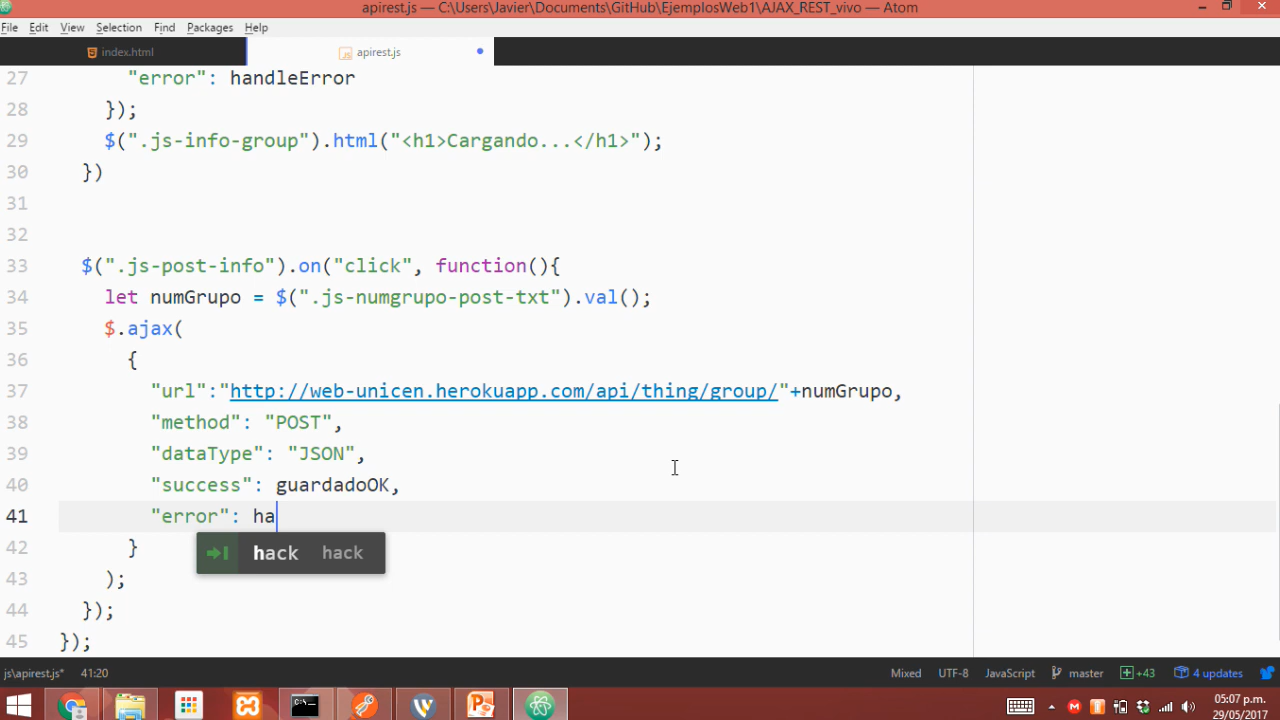 apirest.js — C:\Users\Javier\Documents\GitHub\EjemplosWeb1\AJAX_REST_vivo — Atom
File Edit View Selection Find Packages Help
index.html
apirest.js
27 "error": handleError
28 });
29 $(".js-info-group").html("<h1>Cargando...</h1>");
30 })
31
32
33 $(".js-post-info").on("click", function(){
34 let numGrupo = $(".js-numgrupo-post-txt").val();
35 $.ajax(
36 {
37 "url":"http://web-unicen.herokuapp.com/api/thing/group/"+numGrupo,
38 "method": "POST",
39 "dataType": "JSON",
40 "success": guardadoOK,
41 "error": ha
hack hack
42 }
43 );
44 });
45 });
js\apirest.js* 41:20 Mixed UTF-8 JavaScript master +43 4 updates
05:07 p.m.
29/05/2017